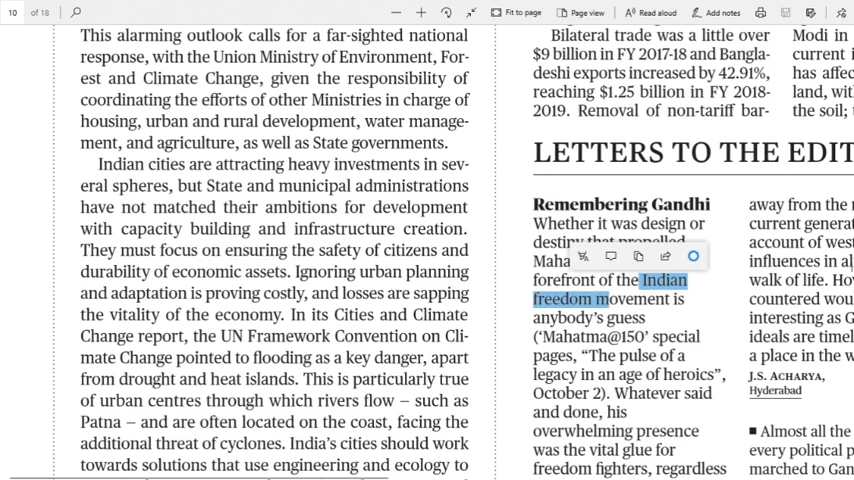 10 of 18
Fit to page
Page view
Read aloud
Add notes
This alarming outlook calls for a far-sighted national
response, with the Union Ministry of Environment, For-
est and Climate Change, given the responsibility of
coordinating the efforts of other Ministries in charge of
housing, urban and rural development, water manage-
ment, and agriculture, as well as State governments.
Indian cities are attracting heavy investments in sev-
eral spheres, but State and municipal administrations
have not matched their ambitions for development
with capacity building and infrastructure creation.
They must focus on ensuring the safety of citizens and
durability of economic assets. Ignoring urban planning
and adaptation is proving costly, and losses are sapping
the vitality of the economy. In its Cities and Climate
Change report, the UN Framework Convention on Cli-
mate Change pointed to flooding as a key danger, apart
from drought and heat islands. This is particularly true
of urban centres through which rivers flow — such as
Patna — and are often located on the coast, facing the
additional threat of cyclones. India's cities should work
towards solutions that use engineering and ecology to
Bilateral trade was a little over
$9 billion in FY 2017-18 and Bangla-
deshi exports increased by 42.91%,
reaching $1.25 billion in FY 2018-
2019. Removal of non-tariff bar-
Modi in
current i
has affec
land, wit
the soil; t
LETTERS TO THE EDIT
Remembering Gandhi
Whether it was design or
destiny that propelled
Maha
forefront of the Indian
freedom movement is
anybody's guess
('Mahatma@150' special
pages, "The pulse of a
legacy in an age of heroics",
October 2). Whatever said
and done, his
overwhelming presence
was the vital glue for
freedom fighters, regardless
away from the r
current generat
account of west
influences in al
walk of life. Ho
countered wou
interesting as G
ideals are timel
a place in the w
J.S. ACHARYA,
Hyderabad
■ Almost all the
every political p
marched to Gan